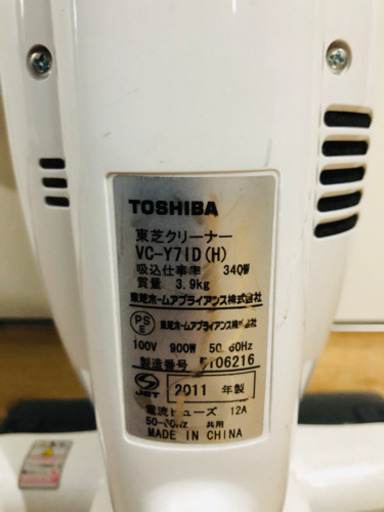 TOSHIBA
東芝クリーナー
VC-Y71D(H)
吸込仕事率 340W
質量 3.9kg
東芝ホームアプライアンス株式会社
PS E 東芝ホームアプライアンス株式会社
100V 900W 50-60Hz
製造番号 5106216
JET 2011 年製
電流ヒューズ 12A
50-60Hz 共用
MADE IN CHINA